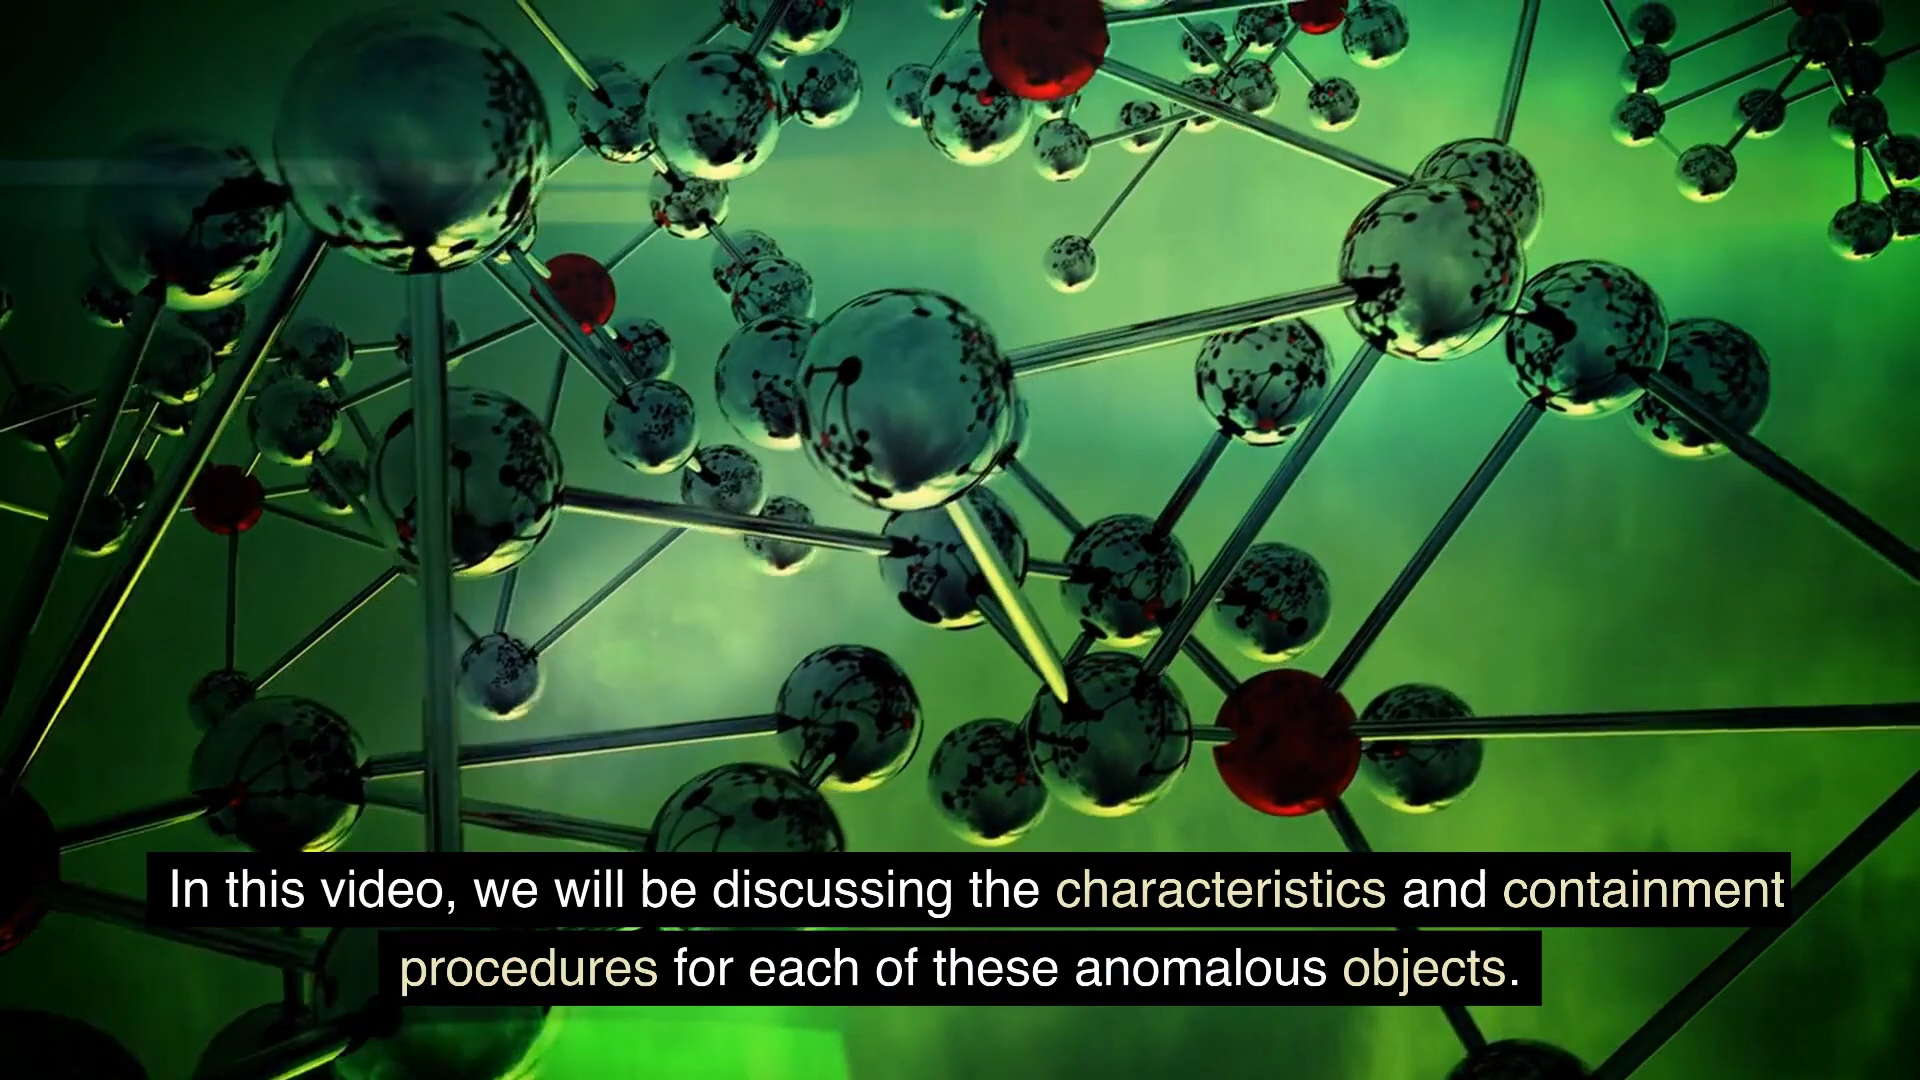 In this video, we will be discussing the characteristics and containment
procedures for each of these anomalous objects.